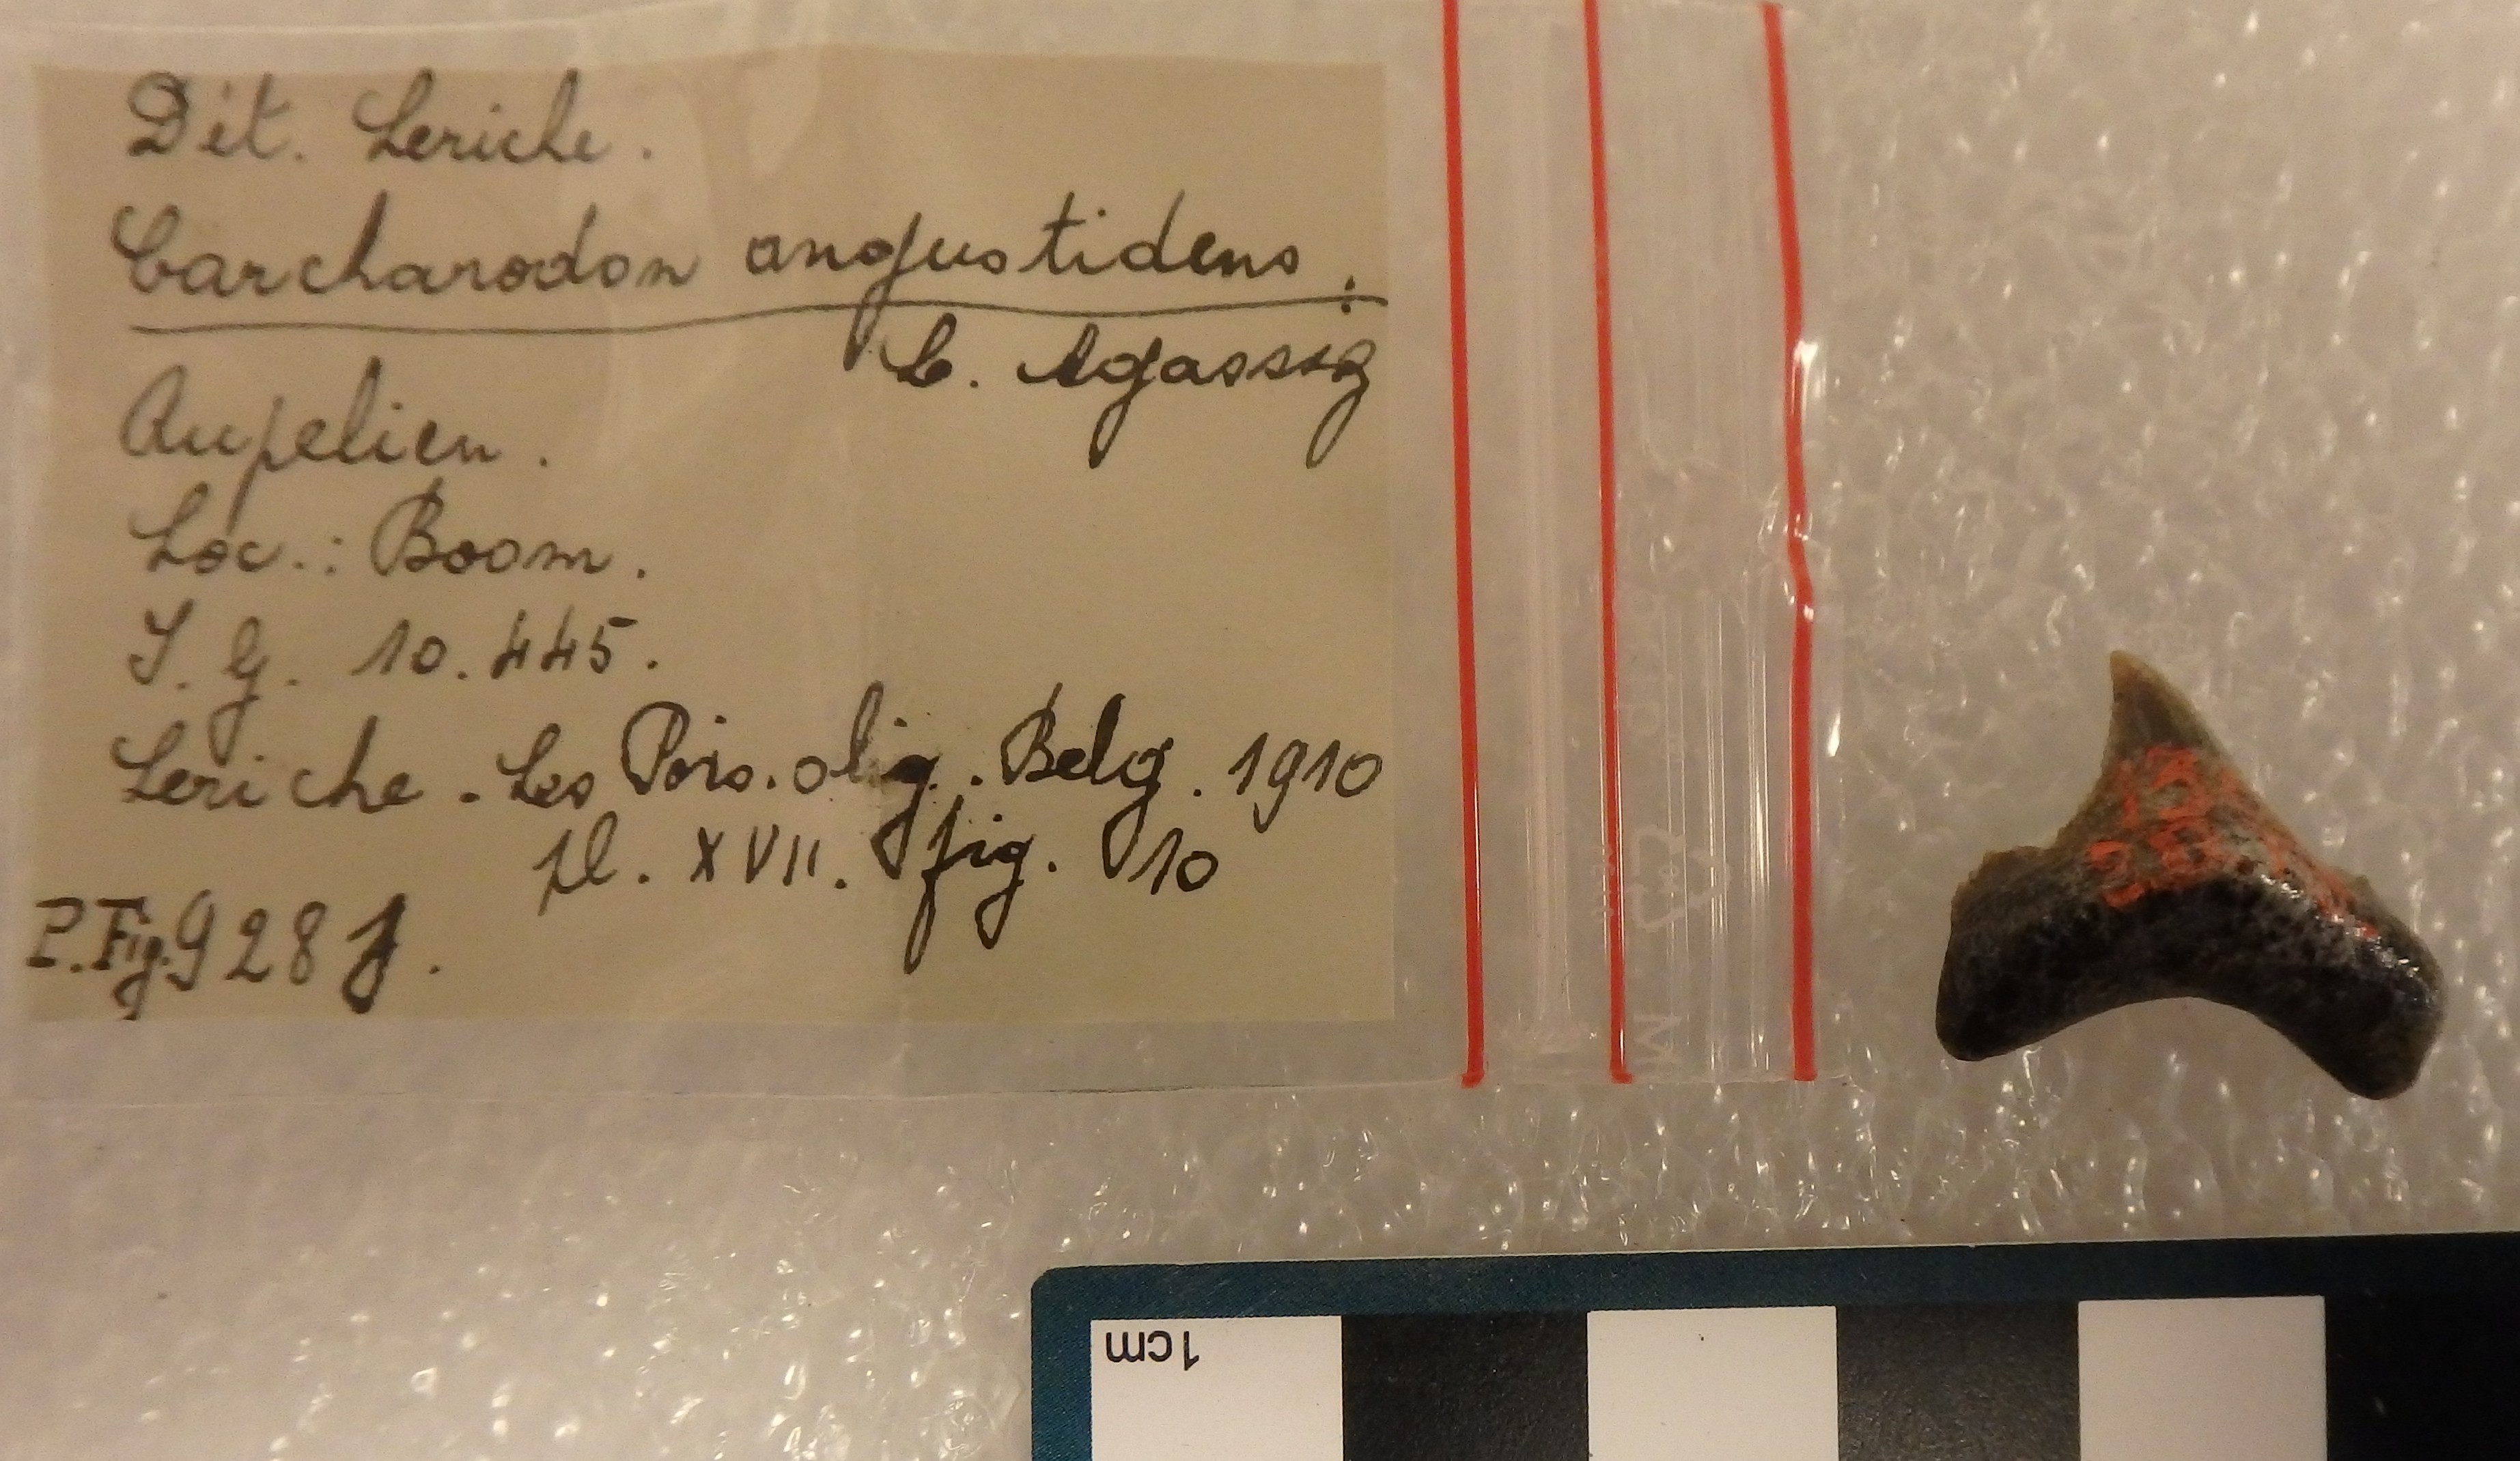 Dét. Leriche.
Carcharodon angustidens.
L. Agassiz
Rupelien.
Loc.: Boom.
I. g. 10.445.
Leriche. Les Pois. olig. Belg. 1910
pl. XVII. fig. 10
P.Fig. 928 f.
1cm